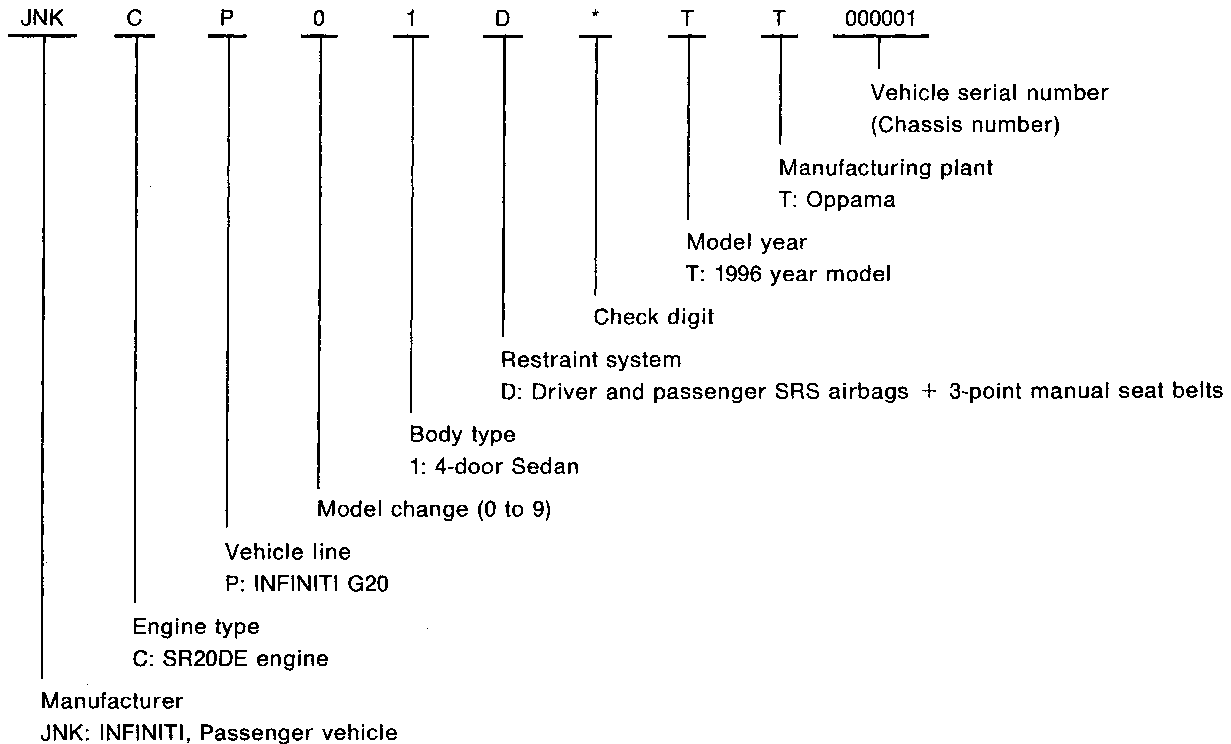 JNK C P 0 1 D * T T 000001
Vehicle serial number
(Chassis number)
Manufacturing plant
T: Oppama
Model year
T: 1996 year model
Check digit
Restraint system
D: Driver and passenger SRS airbags + 3-point manual seat belts
Body type
1: 4-door Sedan
Model change (0 to 9)
Vehicle line
P: INFINITI G20
Engine type
C: SR20DE engine
Manufacturer
JNK: INFINITI, Passenger vehicle